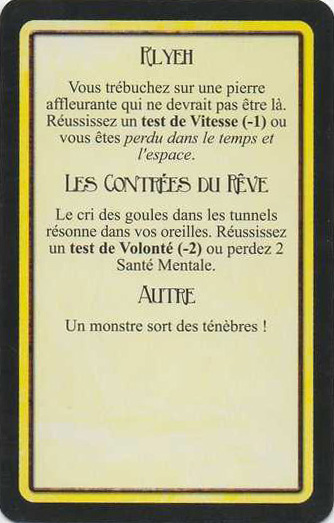 R'LYEH
Vous trébuchez sur une pierre
affleurante qui ne devrait pas être là.
Réussissez un test de Vitesse (-1) ou
vous êtes perdu dans le temps et
l'espace.
LES CONTRÉES DU RÊVE
Le cri des goules dans les tunnels
résonne dans vos oreilles. Réussissez
un test de Volonté (-2) ou perdez 2
Santé Mentale.
AUTRE
Un monstre sort des ténèbres !